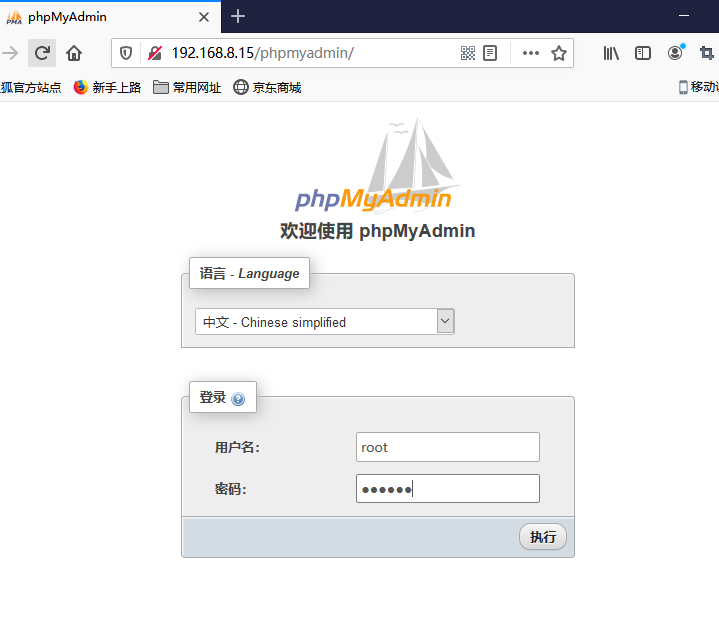 phpMyAdmin
192.168.8.15/phpmyadmin/
狐官方站点 新手上路 常用网址 京东商城 移动设
phpMyAdmin
欢迎使用 phpMyAdmin
语言 - Language
中文 - Chinese simplified
登录
用户名:
root
密码:
执行